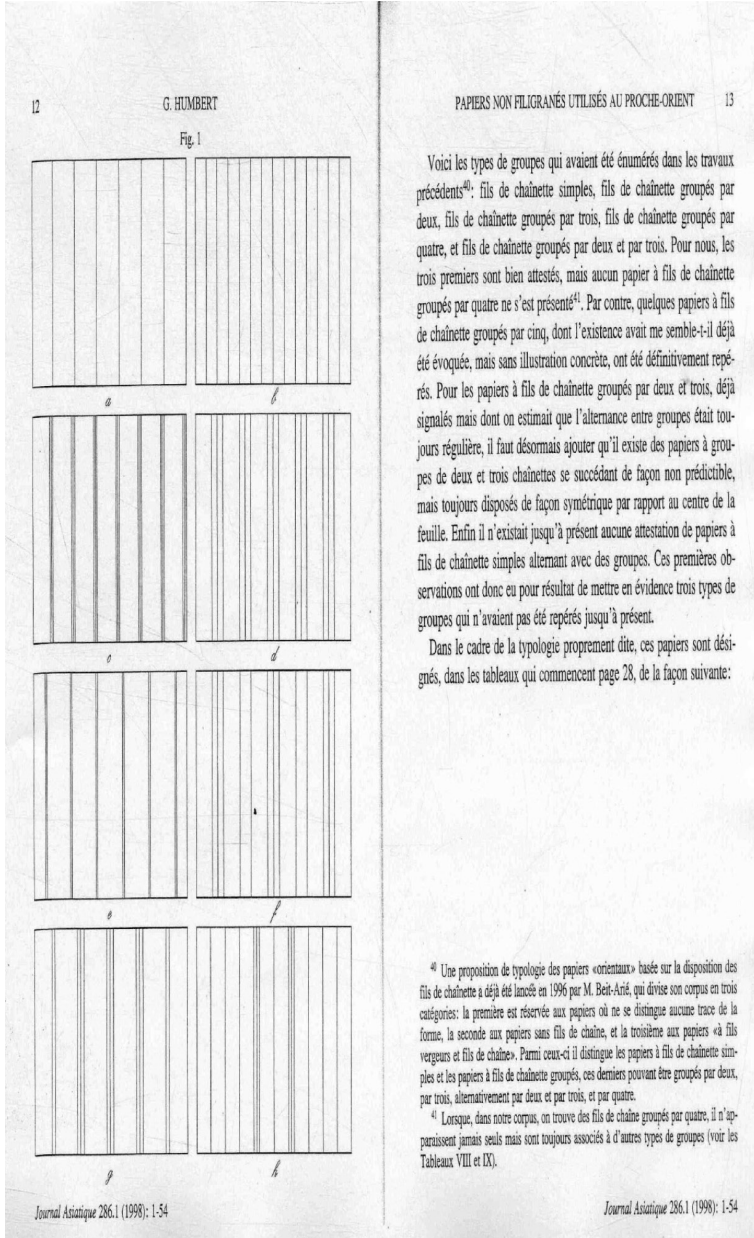 12
G. HUMBERT
Fig. 1
a
b
c
d
e
f
g
h
Journal Asiatique 286.1 (1998): 1-54
PAPIERS NON FILIGRANÉS UTILISÉS AU PROCHE-ORIENT 13
Voici les types de groupes qui avaient été énumérés dans les travaux
précédents⁴⁰: fils de chaînette simples, fils de chaînette groupés par
deux, fils de chaînette groupés par trois, fils de chaînette groupés par
quatre, et fils de chaînette groupés par deux et par trois. Pour nous, les
trois premiers sont bien attestés, mais aucun papier à fils de chaînette
groupés par quatre ne s'est présenté⁴¹. Par contre, quelques papiers à fils
de chaînette groupés par cinq, dont l'existence avait me semble-t-il déjà
été évoquée, mais sans illustration concrète, ont été définitivement repé-
rés. Pour les papiers à fils de chaînette groupés par deux et trois, déjà
signalés mais dont on estimait que l'alternance entre groupes était tou-
jours régulière, il faut désormais ajouter qu'il existe des papiers à grou-
pes de deux et trois chaînettes se succédant de façon non prédictible,
mais toujours disposés de façon symétrique par rapport au centre de la
feuille. Enfin il n'existait jusqu'à présent aucune attestation de papiers à
fils de chaînette simples alternant avec des groupes. Ces premières ob-
servations ont donc eu pour résultat de mettre en évidence trois types de
groupes qui n'avaient pas été repérés jusqu'à présent.
Dans le cadre de la typologie proprement dite, ces papiers sont dési-
gnés, dans les tableaux qui commencent page 28, de la façon suivante:
⁴⁰ Une proposition de typologie des papiers «orientaux» basée sur la disposition des
fils de chaînette a déjà été lancée en 1996 par M. Beit-Arié, qui divise son corpus en trois
catégories: la première est réservée aux papiers où ne se distingue aucune trace de la
forme, la seconde aux papiers sans fils de chaîne, et la troisième aux papiers «à fils
vergeurs et fils de chaîne». Parmi ceux-ci il distingue les papiers à fils de chaînette sim-
ples et les papiers à fils de chaînette groupés, ces derniers pouvant être groupés par deux,
par trois, alternativement par deux et par trois, et par quatre.
⁴¹ Lorsque, dans notre corpus, on trouve des fils de chaîne groupés par quatre, il n'ap-
paraissent jamais seuls mais sont toujours associés à d'autres types de groupes (voir les
Tableaux VIII et IX).
Journal Asiatique 286.1 (1998): 1-54